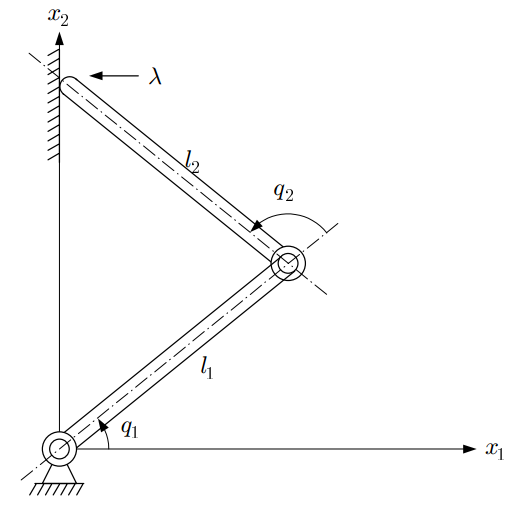 x₂
λ
l₂
q₂
l₁
q₁
x₁